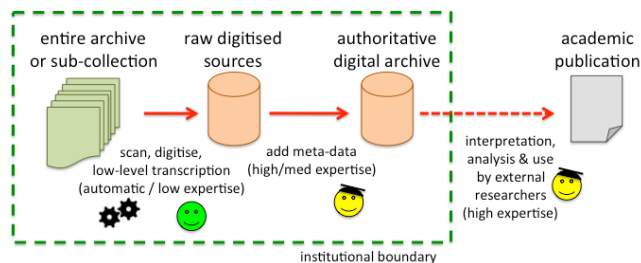 entire archive
or sub-collection
raw digitised
sources
authoritative
digital archive
academic
publication
scan, digitise,
low-level transcription
(automatic / low expertise)
add meta-data
(high/med expertise)
interpretation,
analysis & use
by external
researchers
(high expertise)
institutional boundary